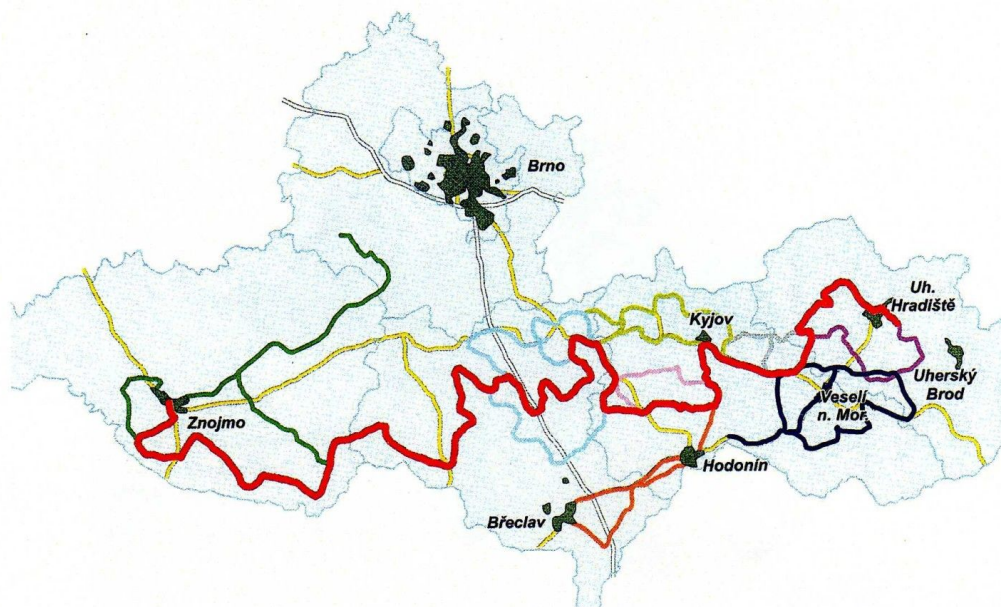 Brno
Uh.
Hradiště
Kyjov
Uherský
Brod
Veselí
n. Mor.
Znojmo
Hodonín
Břeclav